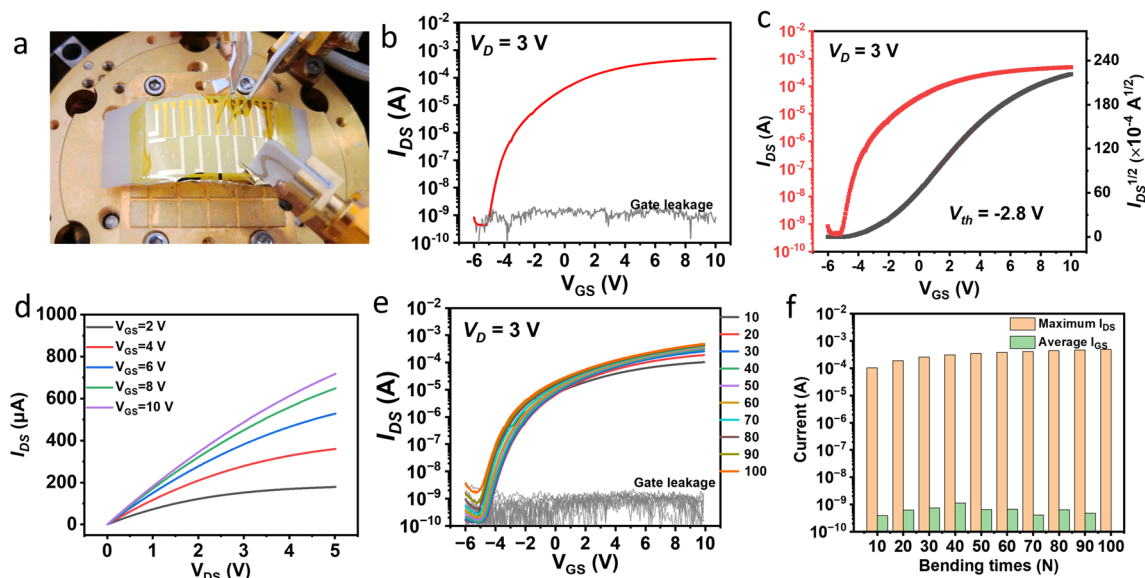 a
b
V_D = 3 V
I_DS (A)
10^-2
10^-3
10^-4
10^-5
10^-6
10^-7
10^-8
10^-9
10^-10
Gate leakage
-6 -4 -2 0 2 4 6 8 10
V_GS (V)
c
V_D = 3 V
I_DS (A)
10^-2
10^-3
10^-4
10^-5
10^-6
10^-7
10^-8
10^-9
10^-10
240
180
120
60
0
I_DS^1/2 (×10^-4 A^1/2)
V_th = -2.8 V
-6 -4 -2 0 2 4 6 8 10
V_GS (V)
d
I_DS (µA)
1000
800
600
400
200
0
V_GS=2 V
V_GS=4 V
V_GS=6 V
V_GS=8 V
V_GS=10 V
0 1 2 3 4 5
V_DS (V)
e
V_D = 3 V
I_DS (A)
10^-2
10^-3
10^-4
10^-5
10^-6
10^-7
10^-8
10^-9
10^-10
Gate leakage
-6 -4 -2 0 2 4 6 8 10
V_GS (V)
10
20
30
40
50
60
70
80
90
100
f
Maximum I_DS
Average I_GS
Current (A)
10^-2
10^-3
10^-4
10^-5
10^-6
10^-7
10^-8
10^-9
10^-10
10 20 30 40 50 60 70 80 90 100
Bending times (N)